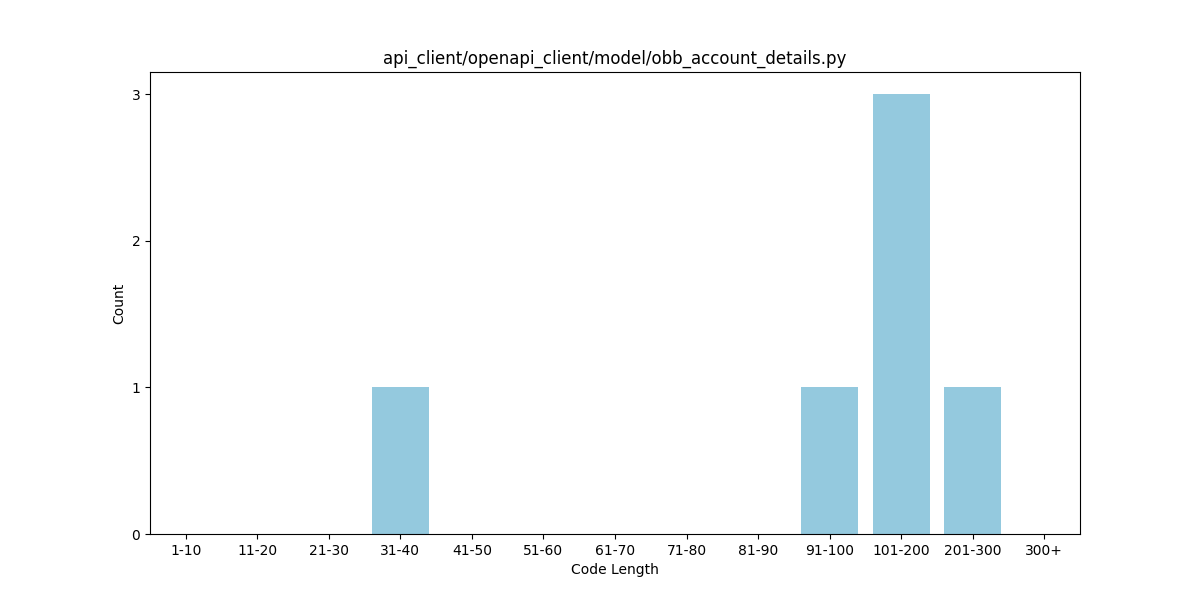 api_client/openapi_client/model/obb_account_details.py
3
2
1
0
Count
1-10 11-20 21-30 31-40 41-50 51-60 61-70 71-80 81-90 91-100 101-200 201-300 300+
Code Length